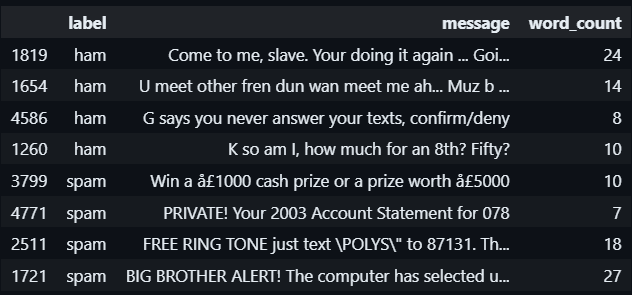 label message word_count
1819 ham Come to me, slave. Your doing it again ... Goi... 24
1654 ham U meet other fren dun wan meet me ah... Muz b ... 14
4586 ham G says you never answer your texts, confirm/deny 8
1260 ham K so am I, how much for an 8th? Fifty? 10
3799 spam Win a å£1000 cash prize or a prize worth å£5000 10
4771 spam PRIVATE! Your 2003 Account Statement for 078 7
2511 spam FREE RING TONE just text \POLYS\" to 87131. Th... 18
1721 spam BIG BROTHER ALERT! The computer has selected u... 27